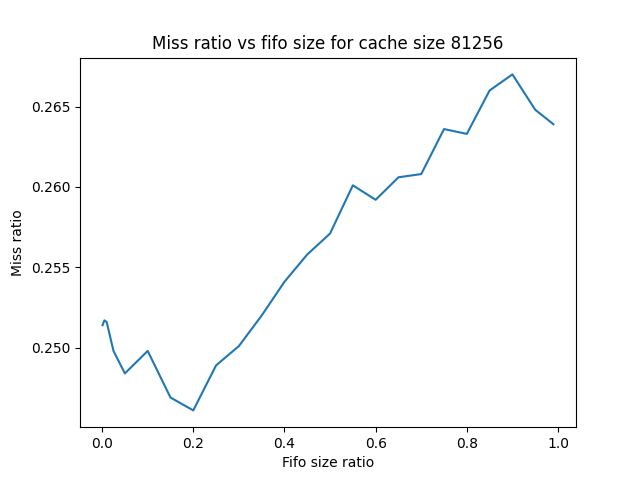 Miss ratio vs fifo size for cache size 81256
0.265
0.260
0.255
0.250
Miss ratio
0.0 0.2 0.4 0.6 0.8 1.0
Fifo size ratio